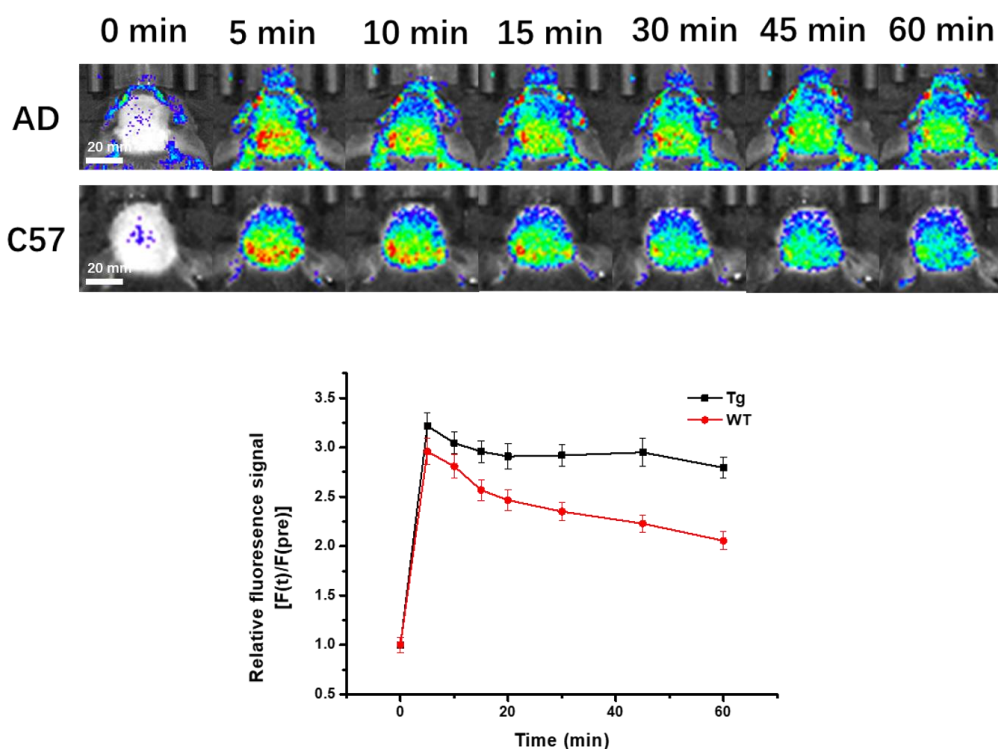 0 min 5 min 10 min 15 min 30 min 45 min 60 min
AD
20 mm
C57
20 mm
3.5
3.0
2.5
2.0
1.5
1.0
0.5
Relative fluoresence signal
[F(t)/F(pre)]
Tg
WT
0 20 40 60
Time (min)